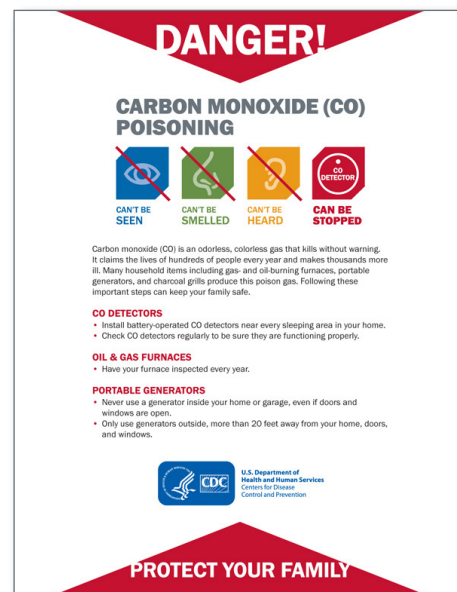 DANGER!
CARBON MONOXIDE (CO)
POISONING
CAN'T BE
SEEN
CAN'T BE
SMELLED
CAN'T BE
HEARD
CO
DETECTOR
CAN BE
STOPPED
Carbon monoxide (CO) is an odorless, colorless gas that kills without warning.
It claims the lives of hundreds of people every year and makes thousands more
ill. Many household items including gas- and oil-burning furnaces, portable
generators, and charcoal grills produce this poison gas. Following these
important steps can keep your family safe.
CO DETECTORS
• Install battery-operated CO detectors near every sleeping area in your home.
• Check CO detectors regularly to be sure they are functioning properly.
OIL & GAS FURNACES
• Have your furnace inspected every year.
PORTABLE GENERATORS
• Never use a generator inside your home or garage, even if doors and
windows are open.
• Only use generators outside, more than 20 feet away from your home, doors,
and windows.
CDC
U.S. Department of
Health and Human Services
Centers for Disease
Control and Prevention
PROTECT YOUR FAMILY